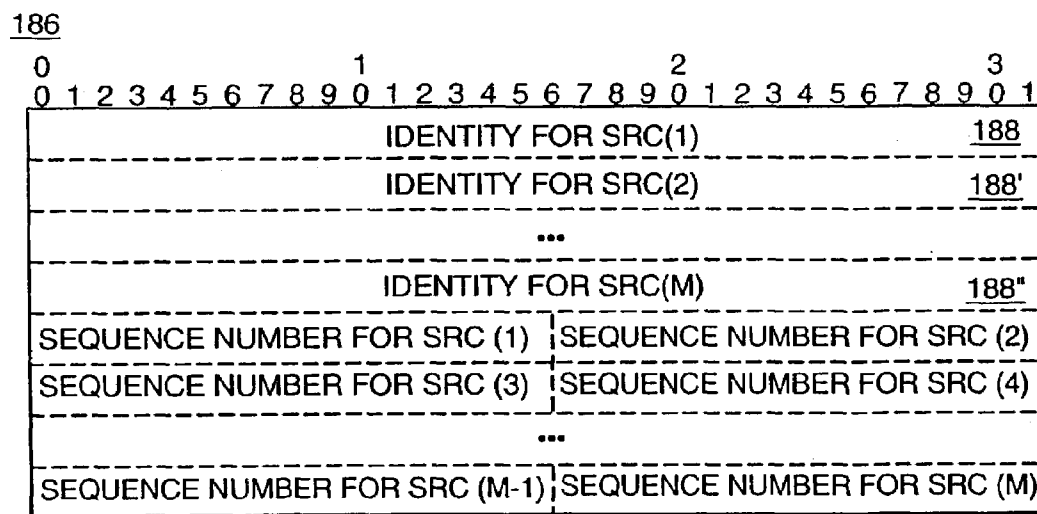 186
0 1 2 3
0 1 2 3 4 5 6 7 8 9 0 1 2 3 4 5 6 7 8 9 0 1 2 3 4 5 6 7 8 9 0 1
IDENTITY FOR SRC(1) 188
IDENTITY FOR SRC(2) 188'
...
IDENTITY FOR SRC(M) 188"
SEQUENCE NUMBER FOR SRC (1) SEQUENCE NUMBER FOR SRC (2)
SEQUENCE NUMBER FOR SRC (3) SEQUENCE NUMBER FOR SRC (4)
...
SEQUENCE NUMBER FOR SRC (M-1) SEQUENCE NUMBER FOR SRC (M)